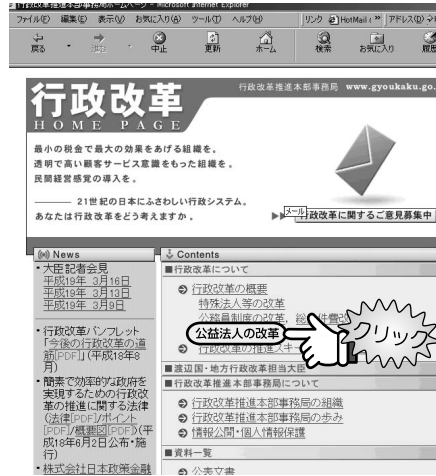 行政改革推進本部事務局ホームページ - Microsoft Internet Explorer
ファイル(F) 編集(E) 表示(V) お気に入り(A) ツール(T) ヘルプ(H) リンク HotMail アドレス(D)
戻る 進む 中止 更新 ホーム 検索 お気に入り 履歴
行政改革推進本部事務局 www.gyoukaku.go.
行政改革
HOME PAGE
最小の税金で最大の効果をあげる組織を。
透明で高い顧客サービス意識をもった組織を。
民間経営感覚の導入を。
21世紀の日本にふさわしい行政システム。
あなたは行政改革をどう考えますか。
メール
行政改革に関するご意見募集中
News
・大臣記者会見
平成19年 3月16日
平成19年 3月13日
平成19年 3月9日
・行政改革パンフレット
「今後の行政改革の道
筋[PDF]」(平成18年8
月)
・簡素で効率的な政府を
実現するための行政改
革の推進に関する法律
(法律[PDF]/ポイント
[PDF]/概要図[PDF])(平
成18年6月2日公布・施
行)
・株式会社日本政策金融
Contents
■行政改革について
行政改革の概要
特殊法人等の改革
公務員制度の改革, 総
公益法人の改革
クリック
行政改革の推進スキ
■渡辺国・地方行政改革担当大臣
■行政改革推進本部事務局について
行政改革推進本部事務局の組織
行政改革推進本部事務局の歩み
情報公開・個人情報保護
■資料一覧
公表文書